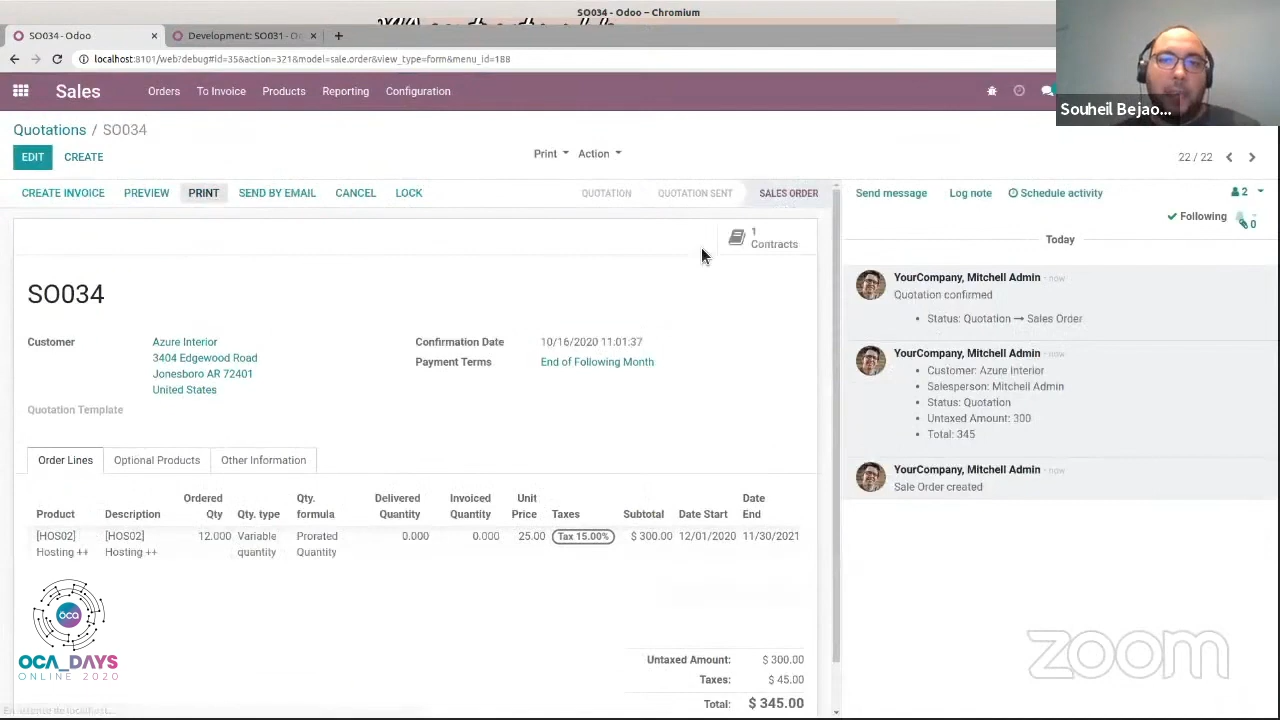 SO034 - Odoo – Chromium
SO034 - Odoo
Development: SO031 - O
localhost:8101/web?debug#id=35&action=321&model=sale.order&view_type=form&menu_id=188
Sales Orders To Invoice Products Reporting Configuration
Souheil Bejao...
Quotations / SO034
EDIT CREATE
Print Action
22 / 22
CREATE INVOICE PREVIEW PRINT SEND BY EMAIL CANCEL LOCK
QUOTATION QUOTATION SENT SALES ORDER
Send message Log note Schedule activity
2
Following
0
Today
1
Contracts
SO034
Customer
Azure Interior
3404 Edgewood Road
Jonesboro AR 72401
United States
Confirmation Date 10/16/2020 11:01:37
Payment Terms End of Following Month
Quotation Template
Order Lines Optional Products Other Information
Product Description Ordered Qty Qty. type Qty. formula Delivered Quantity Invoiced Quantity Unit Price Taxes Subtotal Date Start Date End
[HOS02] Hosting ++ [HOS02] Hosting ++ 12.000 Variable quantity Prorated Quantity 0.000 0.000 25.00 Tax 15.00% $ 300.00 12/01/2020 11/30/2021
Untaxed Amount: $ 300.00
Taxes: $ 45.00
Total: $ 345.00
YourCompany, Mitchell Admin - now
Quotation confirmed
Status: Quotation → Sales Order
YourCompany, Mitchell Admin - now
Customer: Azure Interior
Salesperson: Mitchell Admin
Status: Quotation
Untaxed Amount: 300
Total: 345
YourCompany, Mitchell Admin - now
Sale Order created
oca
OCA_DAYS
ONLINE 2020
zoom